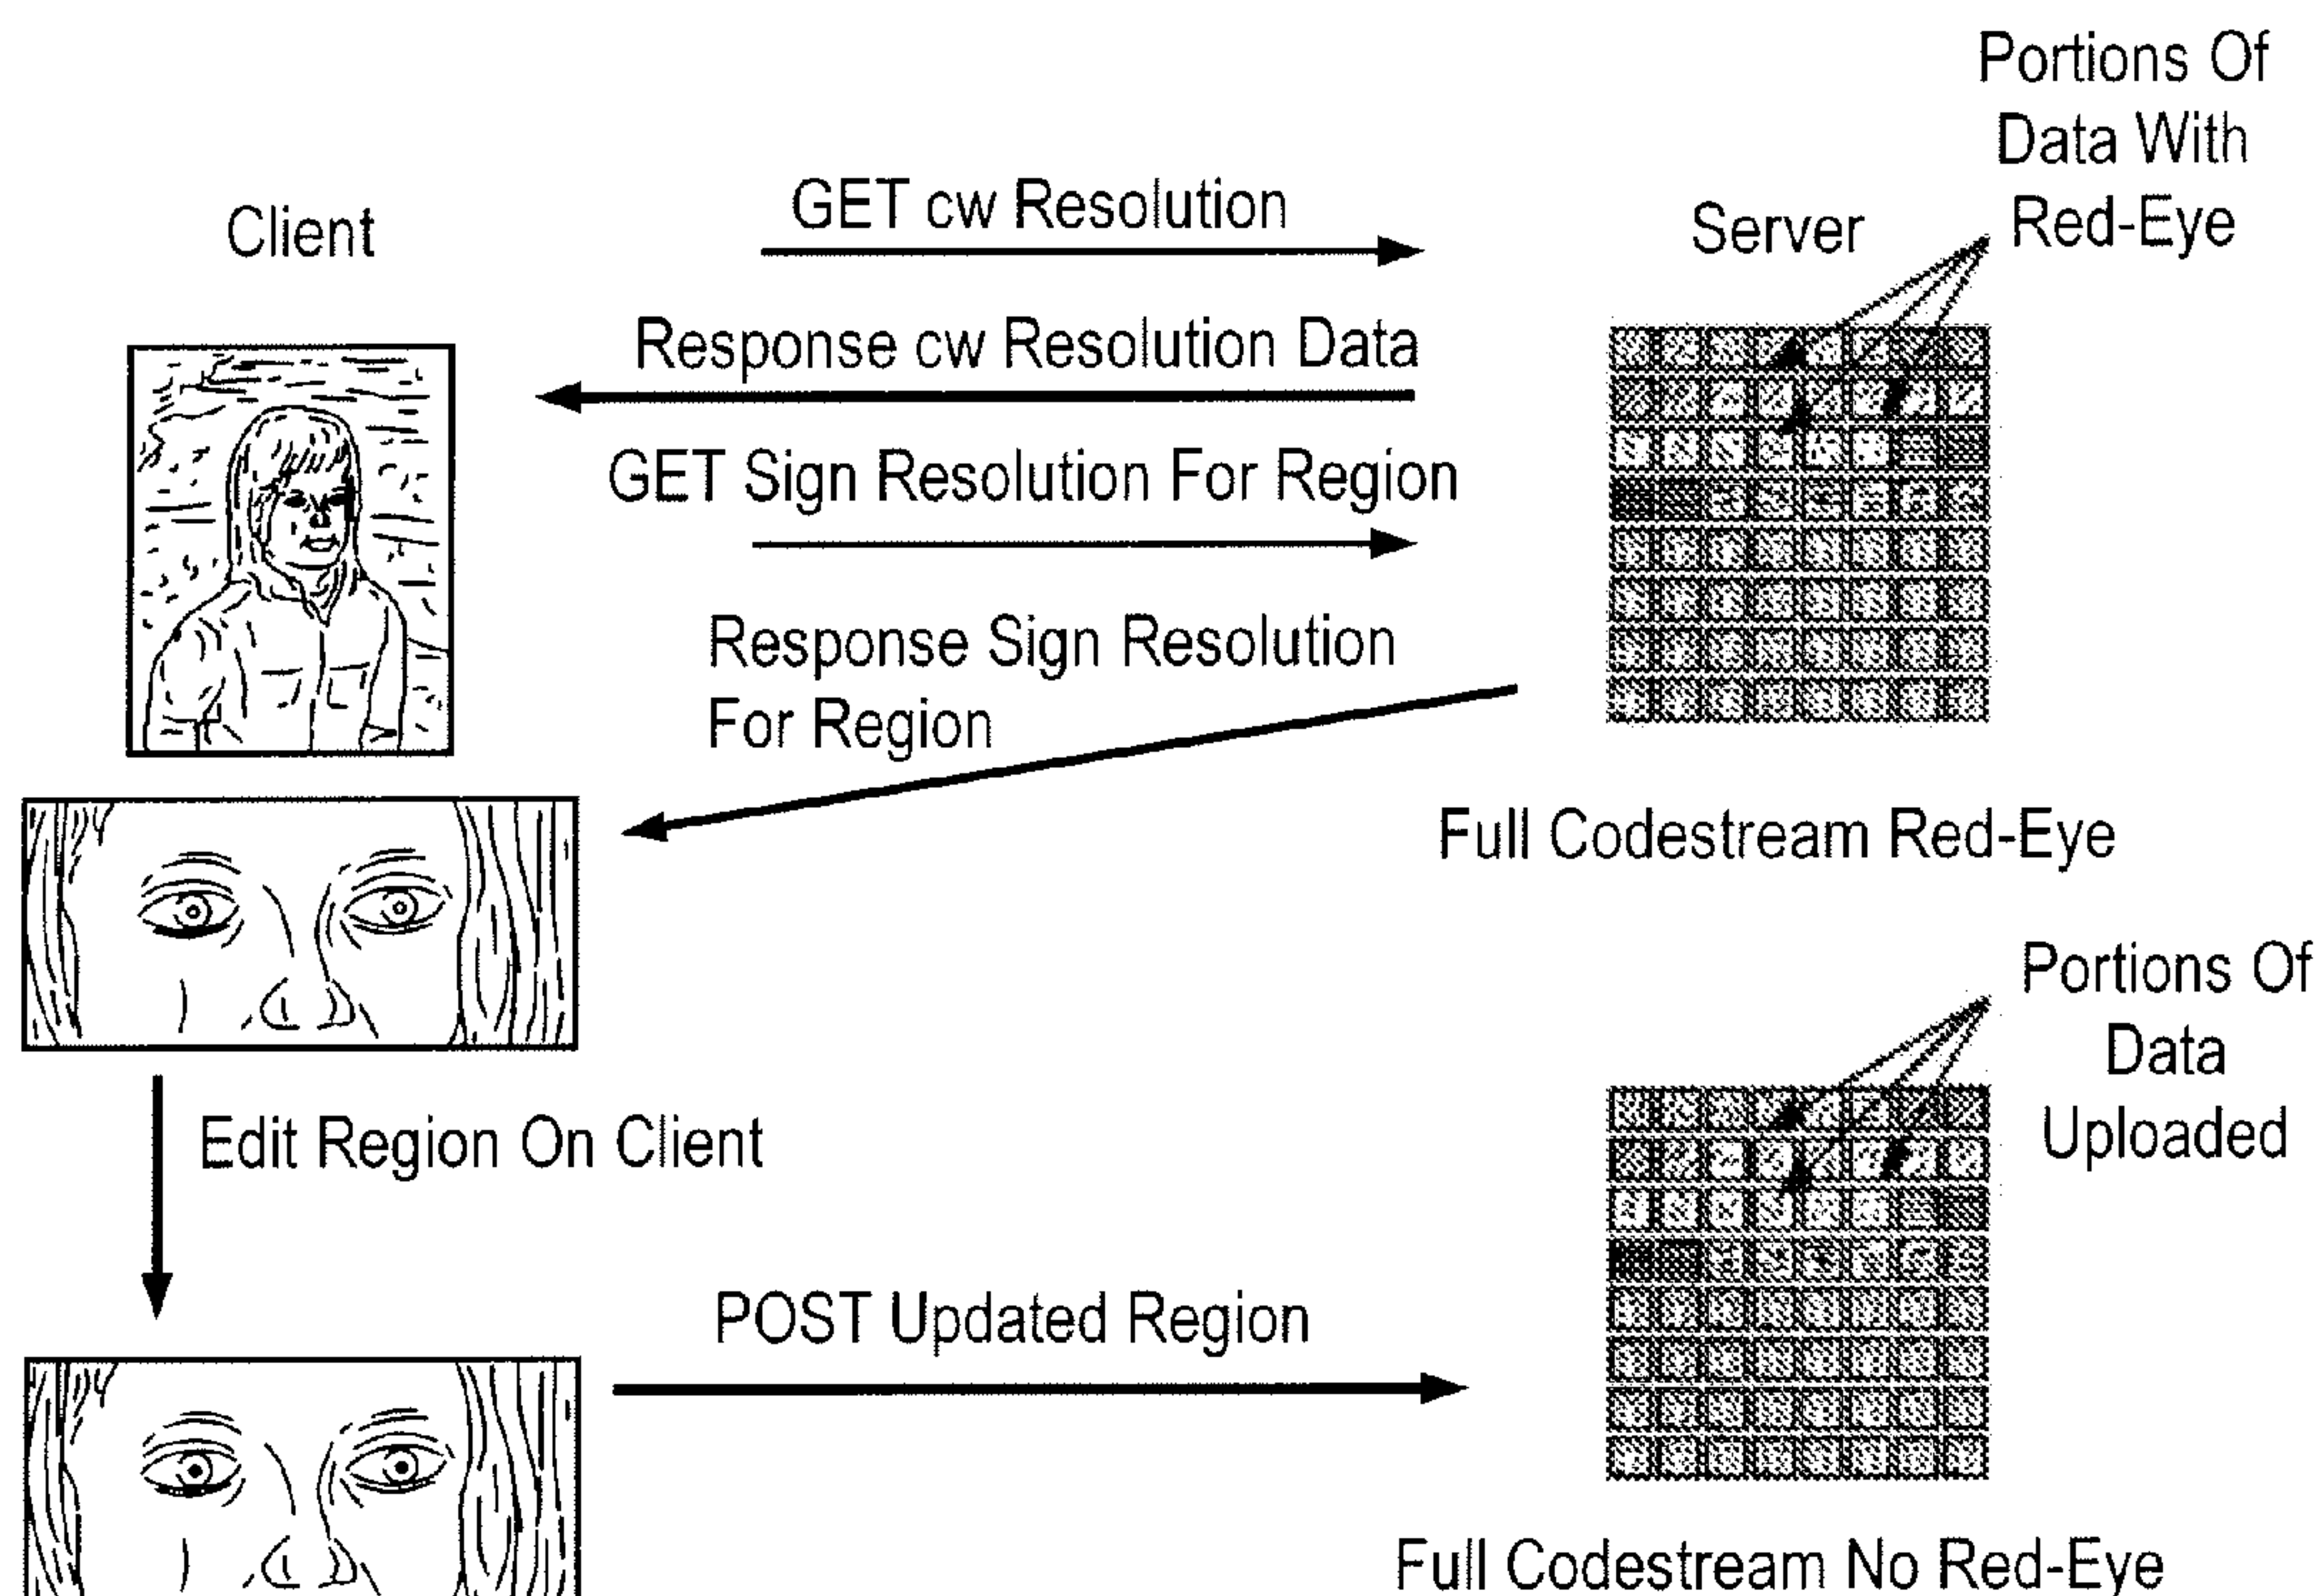 Portions Of
Data With
Red-Eye
Client
GET cw Resolution
Server
Response cw Resolution Data
GET Sign Resolution For Region
Response Sign Resolution
For Region
Full Codestream Red-Eye
Portions Of
Data
Uploaded
Edit Region On Client
POST Updated Region
Full Codestream No Red-Eye